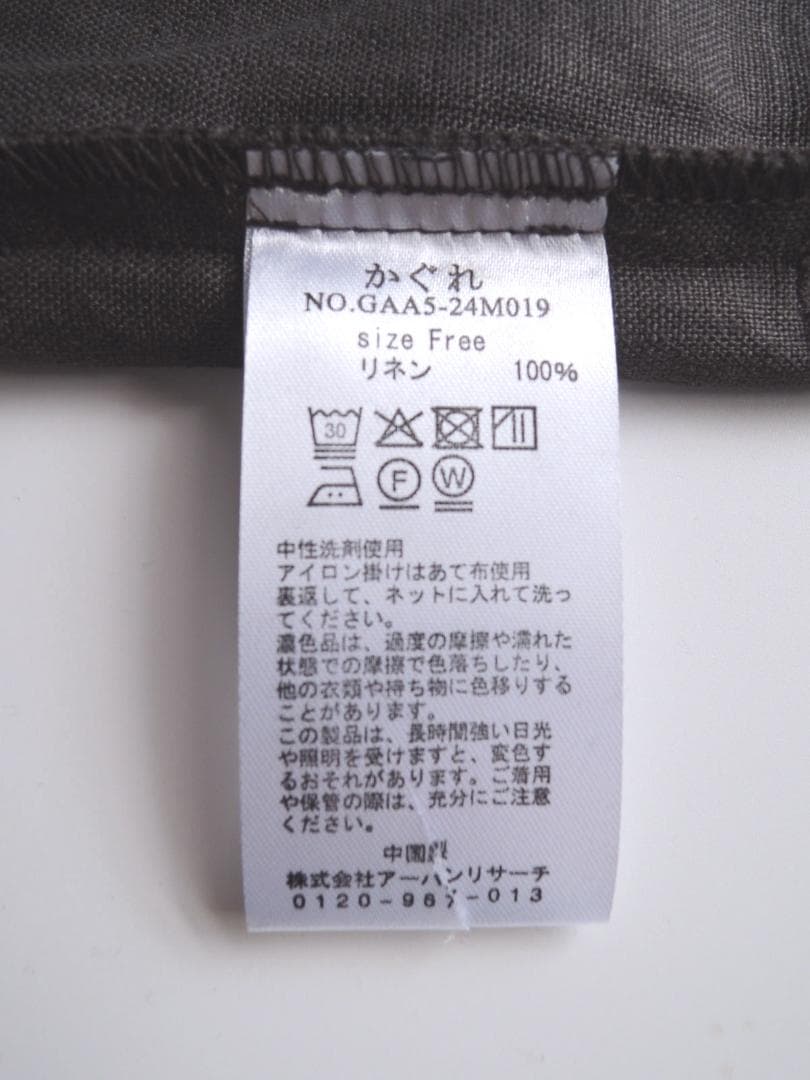 かぐれ
NO.GAA5-24M019
size Free
リネン 100%
30
F W
中性洗剤使用
アイロン掛けはあて布使用
裏返して、ネットに入れて洗っ
てください。
濃色品は、過度の摩擦や濡れた
状態での摩擦で色落ちしたり、
他の衣類や持ち物に色移りする
ことがあります。
この製品は、長時間強い日光
や照明を受けますと、変色す
るおそれがあります。ご着用
や保管の際は、充分にご注意
ください。
中国製
株式会社アーバンリサーチ
0120-967-013